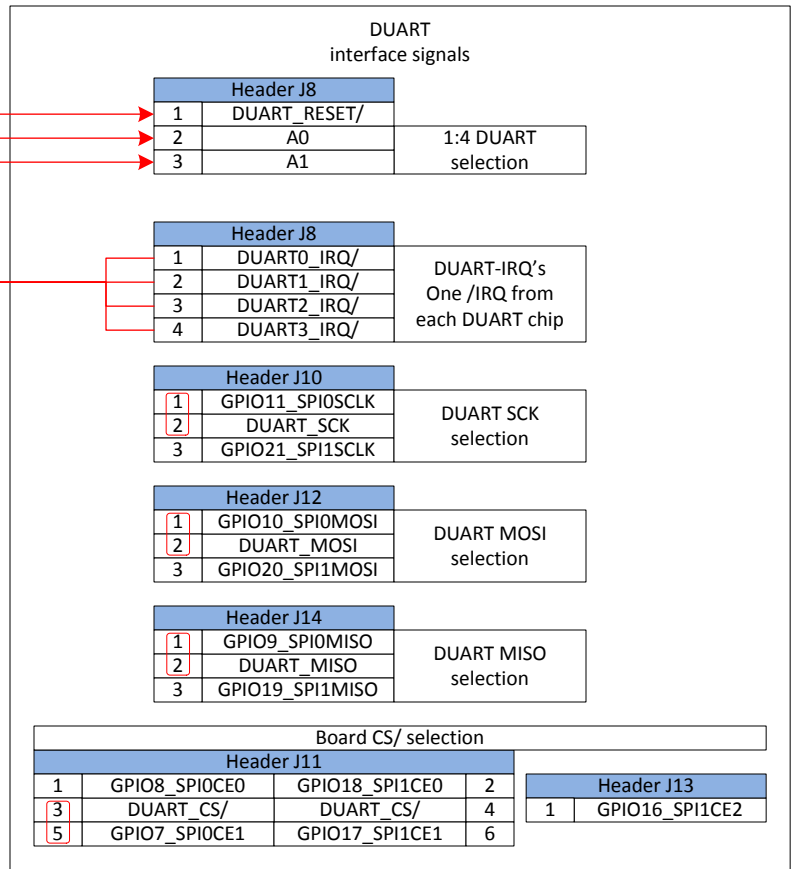 DUART
interface signals
Header J8
1 DUART_RESET/
2 A0
3 A1
1:4 DUART
selection
Header J8
1 DUART0_IRQ/
2 DUART1_IRQ/
3 DUART2_IRQ/
4 DUART3_IRQ/
DUART-IRQ’s
One /IRQ from
each DUART chip
Header J10
1 GPIO11_SPI0SCLK
2 DUART_SCK
3 GPIO21_SPI1SCLK
DUART SCK
selection
Header J12
1 GPIO10_SPI0MOSI
2 DUART_MOSI
3 GPIO20_SPI1MOSI
DUART MOSI
selection
Header J14
1 GPIO9_SPI0MISO
2 DUART_MISO
3 GPIO19_SPI1MISO
DUART MISO
selection
Board CS/ selection
Header J11
1 GPIO8_SPI0CE0 GPIO18_SPI1CE0 2
3 DUART_CS/ DUART_CS/ 4
5 GPIO7_SPI0CE1 GPIO17_SPI1CE1 6
Header J13
1 GPIO16_SPI1CE2